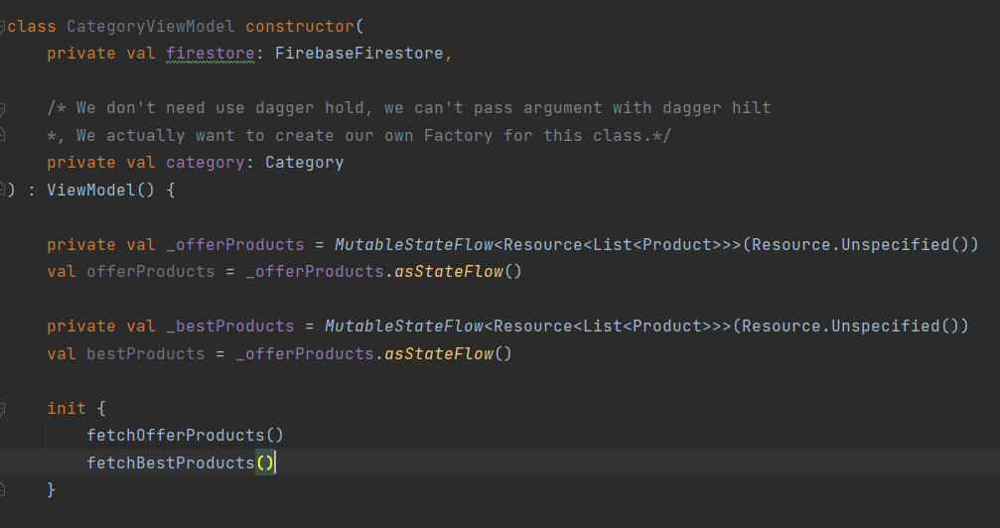 class CategoryViewModel constructor(
    private val firestore: FirebaseFirestore,
    /* We don't need use dagger hold, we can't pass argument with dagger hilt
    *, We actually want to create our own Factory for this class.*/
    private val category: Category
) : ViewModel() {
    private val _offerProducts = MutableStateFlow<Resource<List<Product>>>(Resource.Unspecified())
    val offerProducts = _offerProducts.asStateFlow()
    private val _bestProducts = MutableStateFlow<Resource<List<Product>>>(Resource.Unspecified())
    val bestProducts = _offerProducts.asStateFlow()
    init {
        fetchOfferProducts()
        fetchBestProducts()
    }